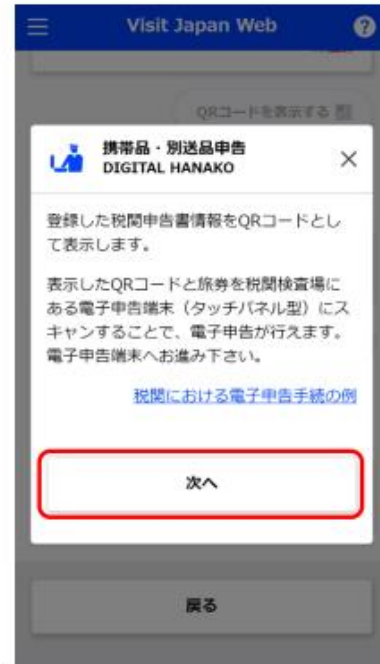 Visit Japan Web
QRコードを表示する
携帯品・別送品申告
DIGITAL HANAKO
登録した税関申告書情報をQRコードとし
て表示します。
表示したQRコードと旅券を税関検査場に
ある電子申告端末（タッチパネル型）にス
キャンすることで、電子申告が行えます。
電子申告端末へお進み下さい。
税関における電子申告手続の例
次へ
戻る